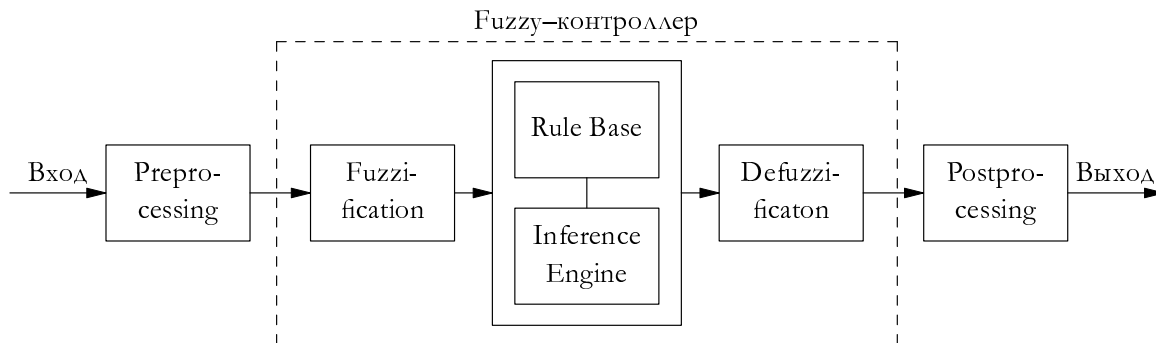 Fuzzy–контроллер
Вход
Prepro-
cessing
Fuzzi-
fication
Rule Base
Inference
Engine
Defuzzi-
ficaton
Postpro-
cessing
Выход